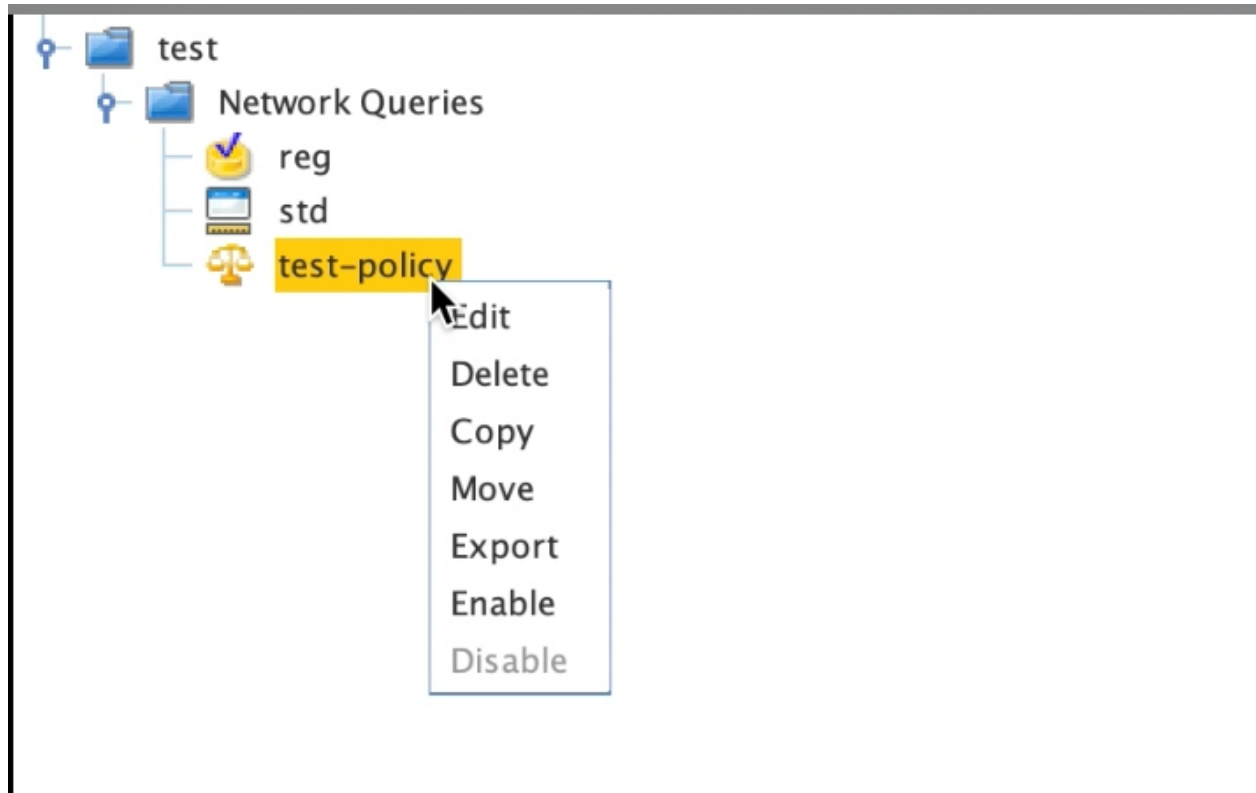 test
Network Queries
reg
std
test-policy
Edit
Delete
Copy
Move
Export
Enable
Disable